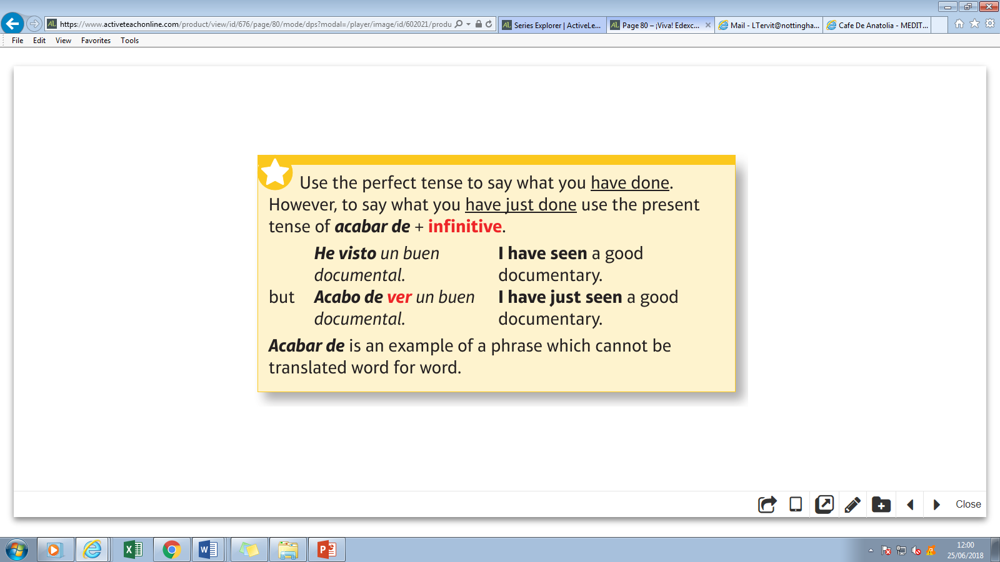 https://www.activeteachonline.com/product/view/id/676/page/80/mode/dps?modal=/player/image/id/602021/produ
Series Explorer | ActiveLe...
Page 80 – ¡Viva! Edexc...
Mail - LTervit@nottingha...
Cafe De Anatolia - MEDIT...
File Edit View Favorites Tools
Use the perfect tense to say what you have done.
However, to say what you have just done use the present
tense of acabar de + infinitive.
He visto un buen I have seen a good
documental. documentary.
but Acabo de ver un buen I have just seen a good
documental. documentary.
Acabar de is an example of a phrase which cannot be
translated word for word.
Close
12:00
25/06/2018